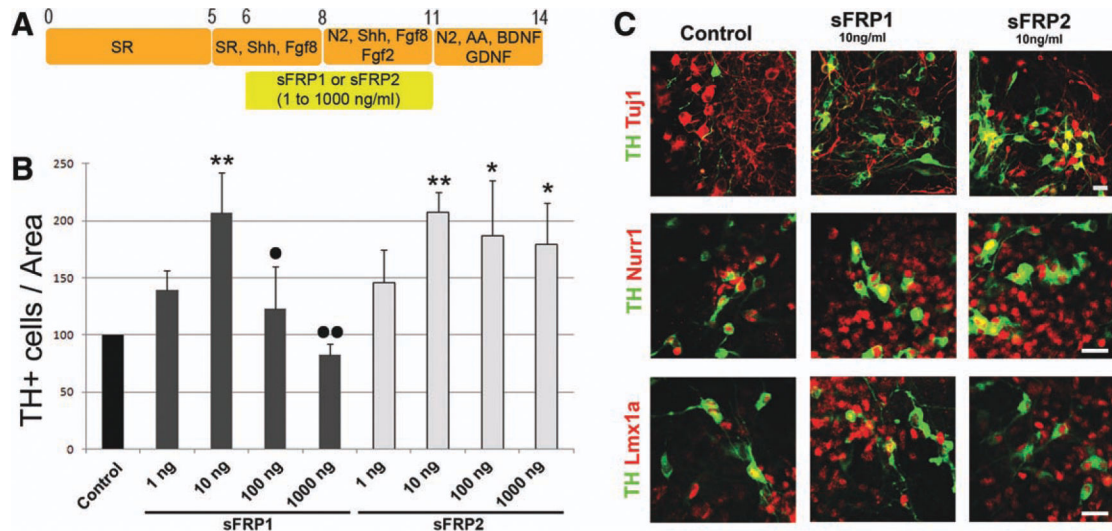 A
0 5 6 8 11 14
SR
SR, Shh, Fgf8
N2, Shh, Fgf8
Fgf2
N2, AA, BDNF
GDNF
sFRP1 or sFRP2
(1 to 1000 ng/ml)
B
TH+ cells / Area
250
200
150
100
50
0
**
●
●●
**
*
*
Control
1 ng
10 ng
100 ng
1000 ng
1 ng
10 ng
100 ng
1000 ng
sFRP1
sFRP2
C
Control
sFRP1
10ng/ml
sFRP2
10ng/ml
TH Tuj1
TH Nurr1
TH Lmx1a